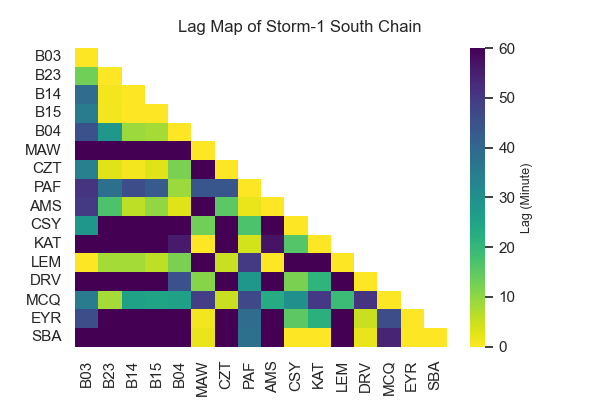 Lag Map of Storm-1 South Chain
B03
B23
B14
B15
B04
MAW
CZT
PAF
AMS
CSY
KAT
LEM
DRV
MCQ
EYR
SBA
B03 B23 B14 B15 B04 MAW CZT PAF AMS CSY KAT LEM DRV MCQ EYR SBA
60
50
40
30
20
10
0
Lag (Minute)